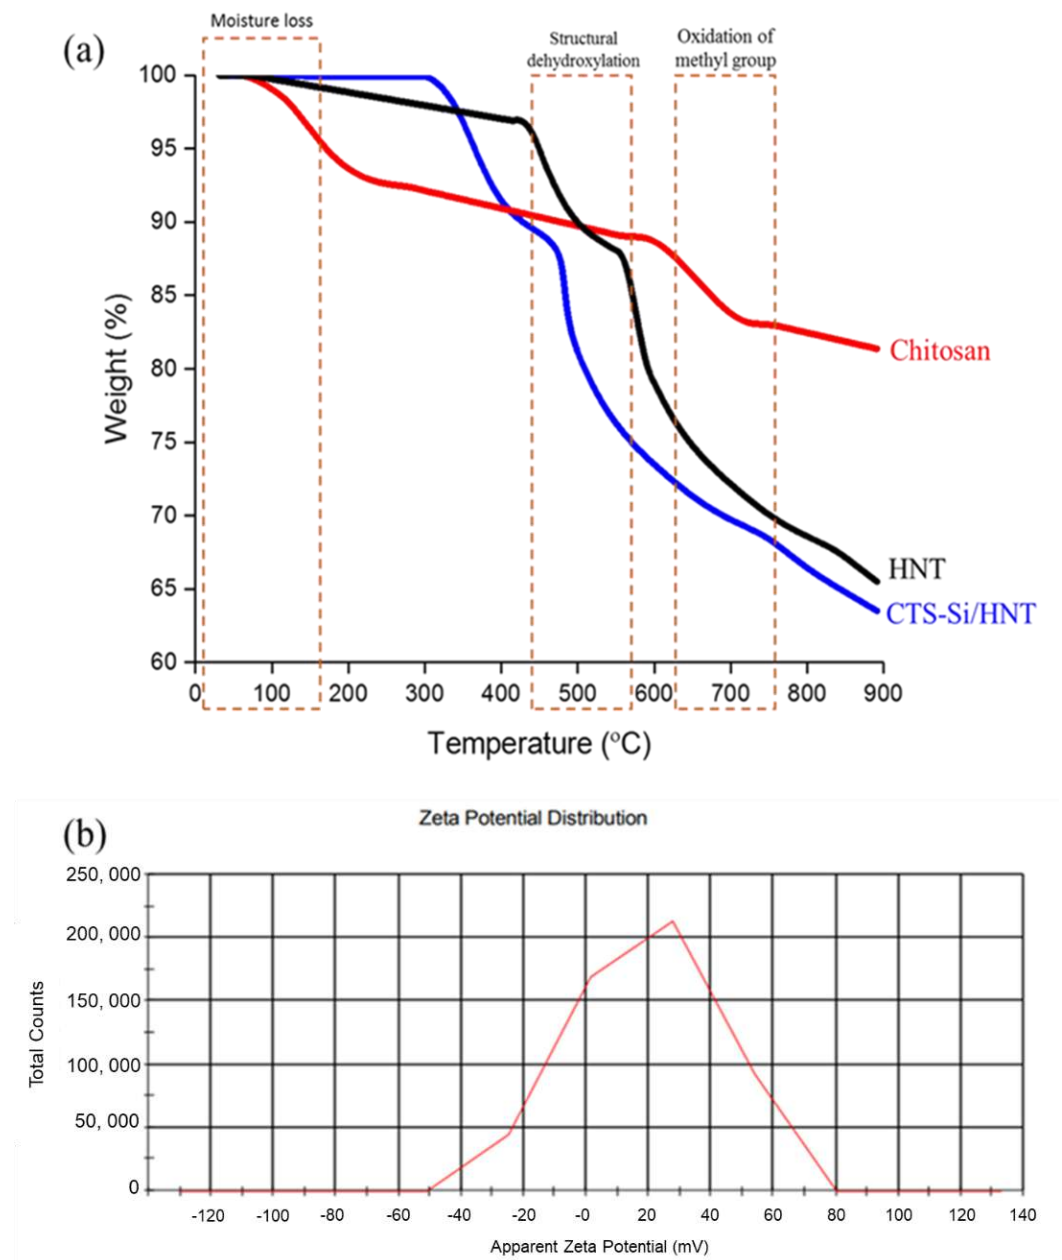 Moisture loss
(a)
Structural
dehydroxylation
Oxidation of
methyl group
100
95
90
85
80
75
70
65
60
Weight (%)
Chitosan
HNT
CTS-Si/HNT
0 100 200 300 400 500 600 700 800 900
Temperature (°C)
Zeta Potential Distribution
(b)
250, 000
200, 000
150, 000
100, 000
50, 000
0
Total Counts
-120 -100 -80 -60 -40 -20 -0 20 40 60 80 100 120 140
Apparent Zeta Potential (mV)